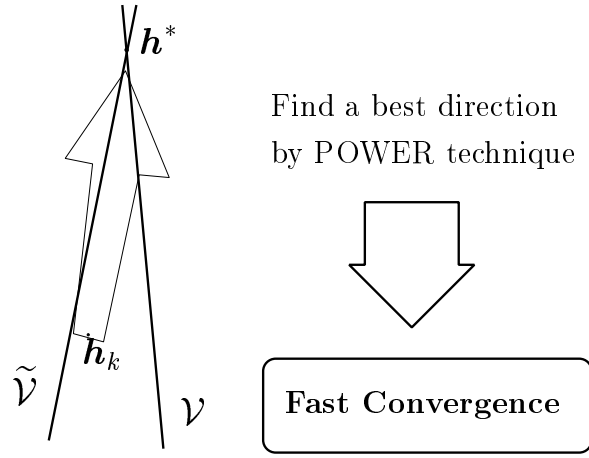 h*
Find a best direction
by POWER technique
h_k
Ṽ
V
Fast Convergence